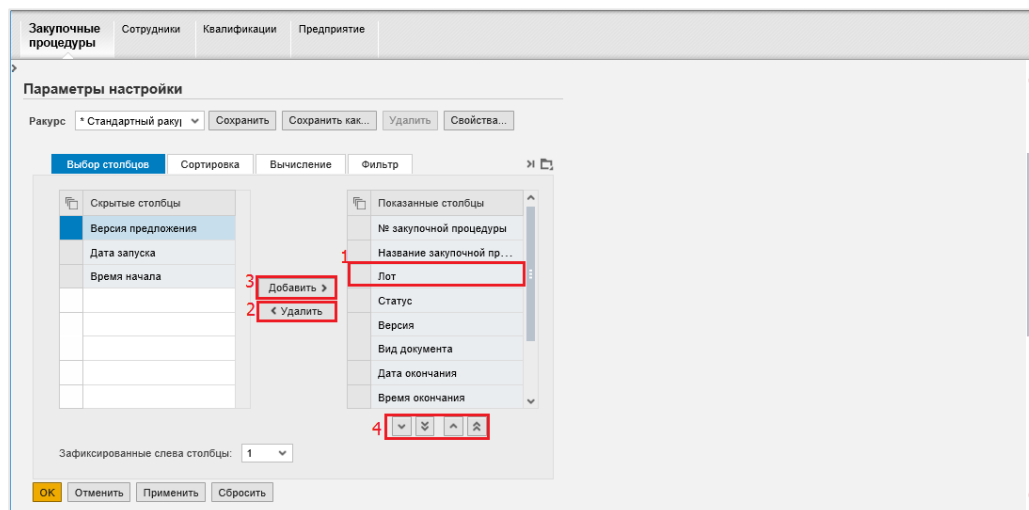 Закупочные процедуры
Сотрудники
Квалификации
Предприятие
Параметры настройки
Ракурс * Стандартный ракур Сохранить Сохранить как... Удалить Свойства...
Выбор столбцов Сортировка Вычисление Фильтр
Скрытые столбцы
Версия предложения
Дата запуска
Время начала
3 Добавить
2 Удалить
Показанные столбцы
№ закупочной процедуры
Название закупочной пр...
1
Лот
Статус
Версия
Вид документа
Дата окончания
Время окончания
4
Зафиксированные слева столбцы: 1
OK Отменить Применить Сбросить